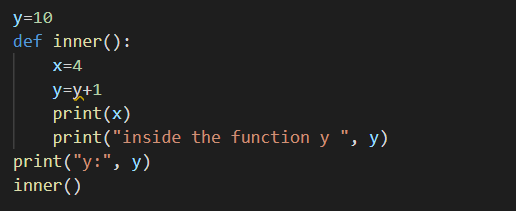 y=10
def inner():
    x=4
    y=y+1
    print(x)
    print("inside the function y ", y)
print("y:", y)
inner()